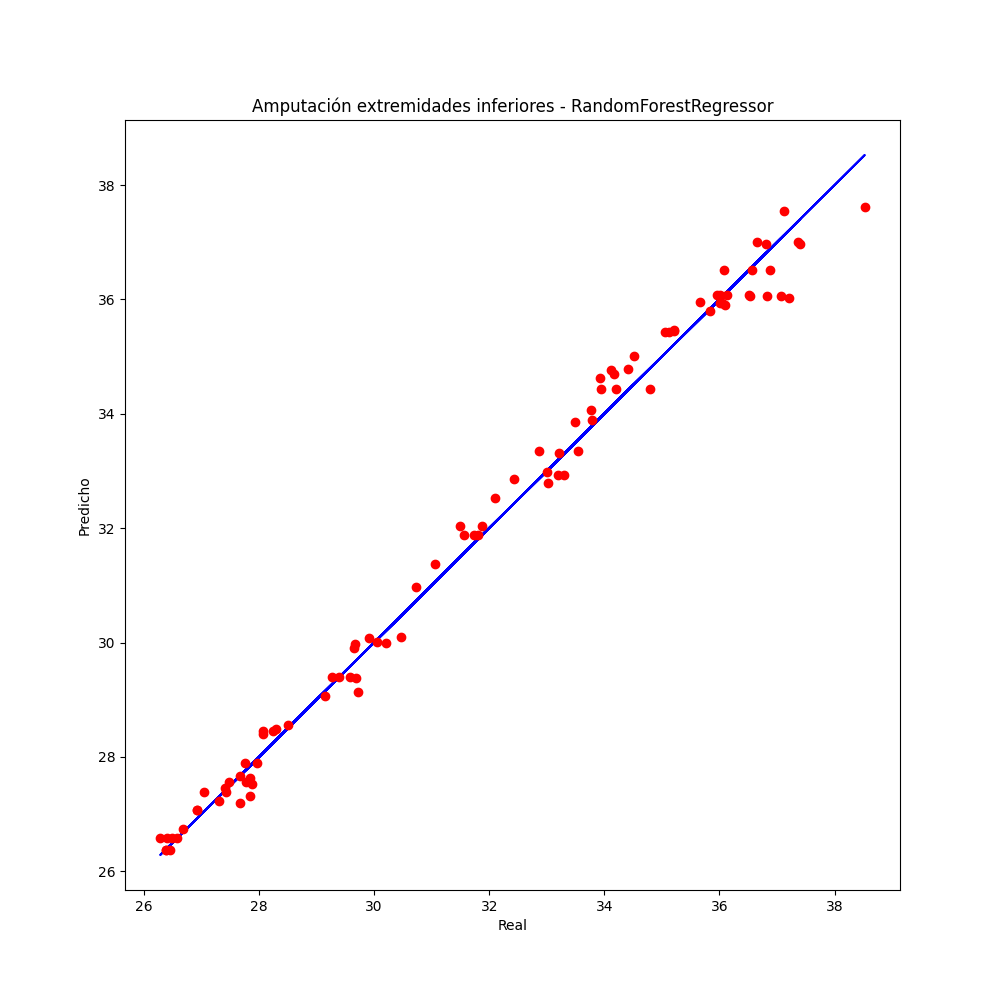 Amputación extremidades inferiores - RandomForestRegressor
38
36
34
32
30
28
26
Predicho
26 28 30 32 34 36 38
Real